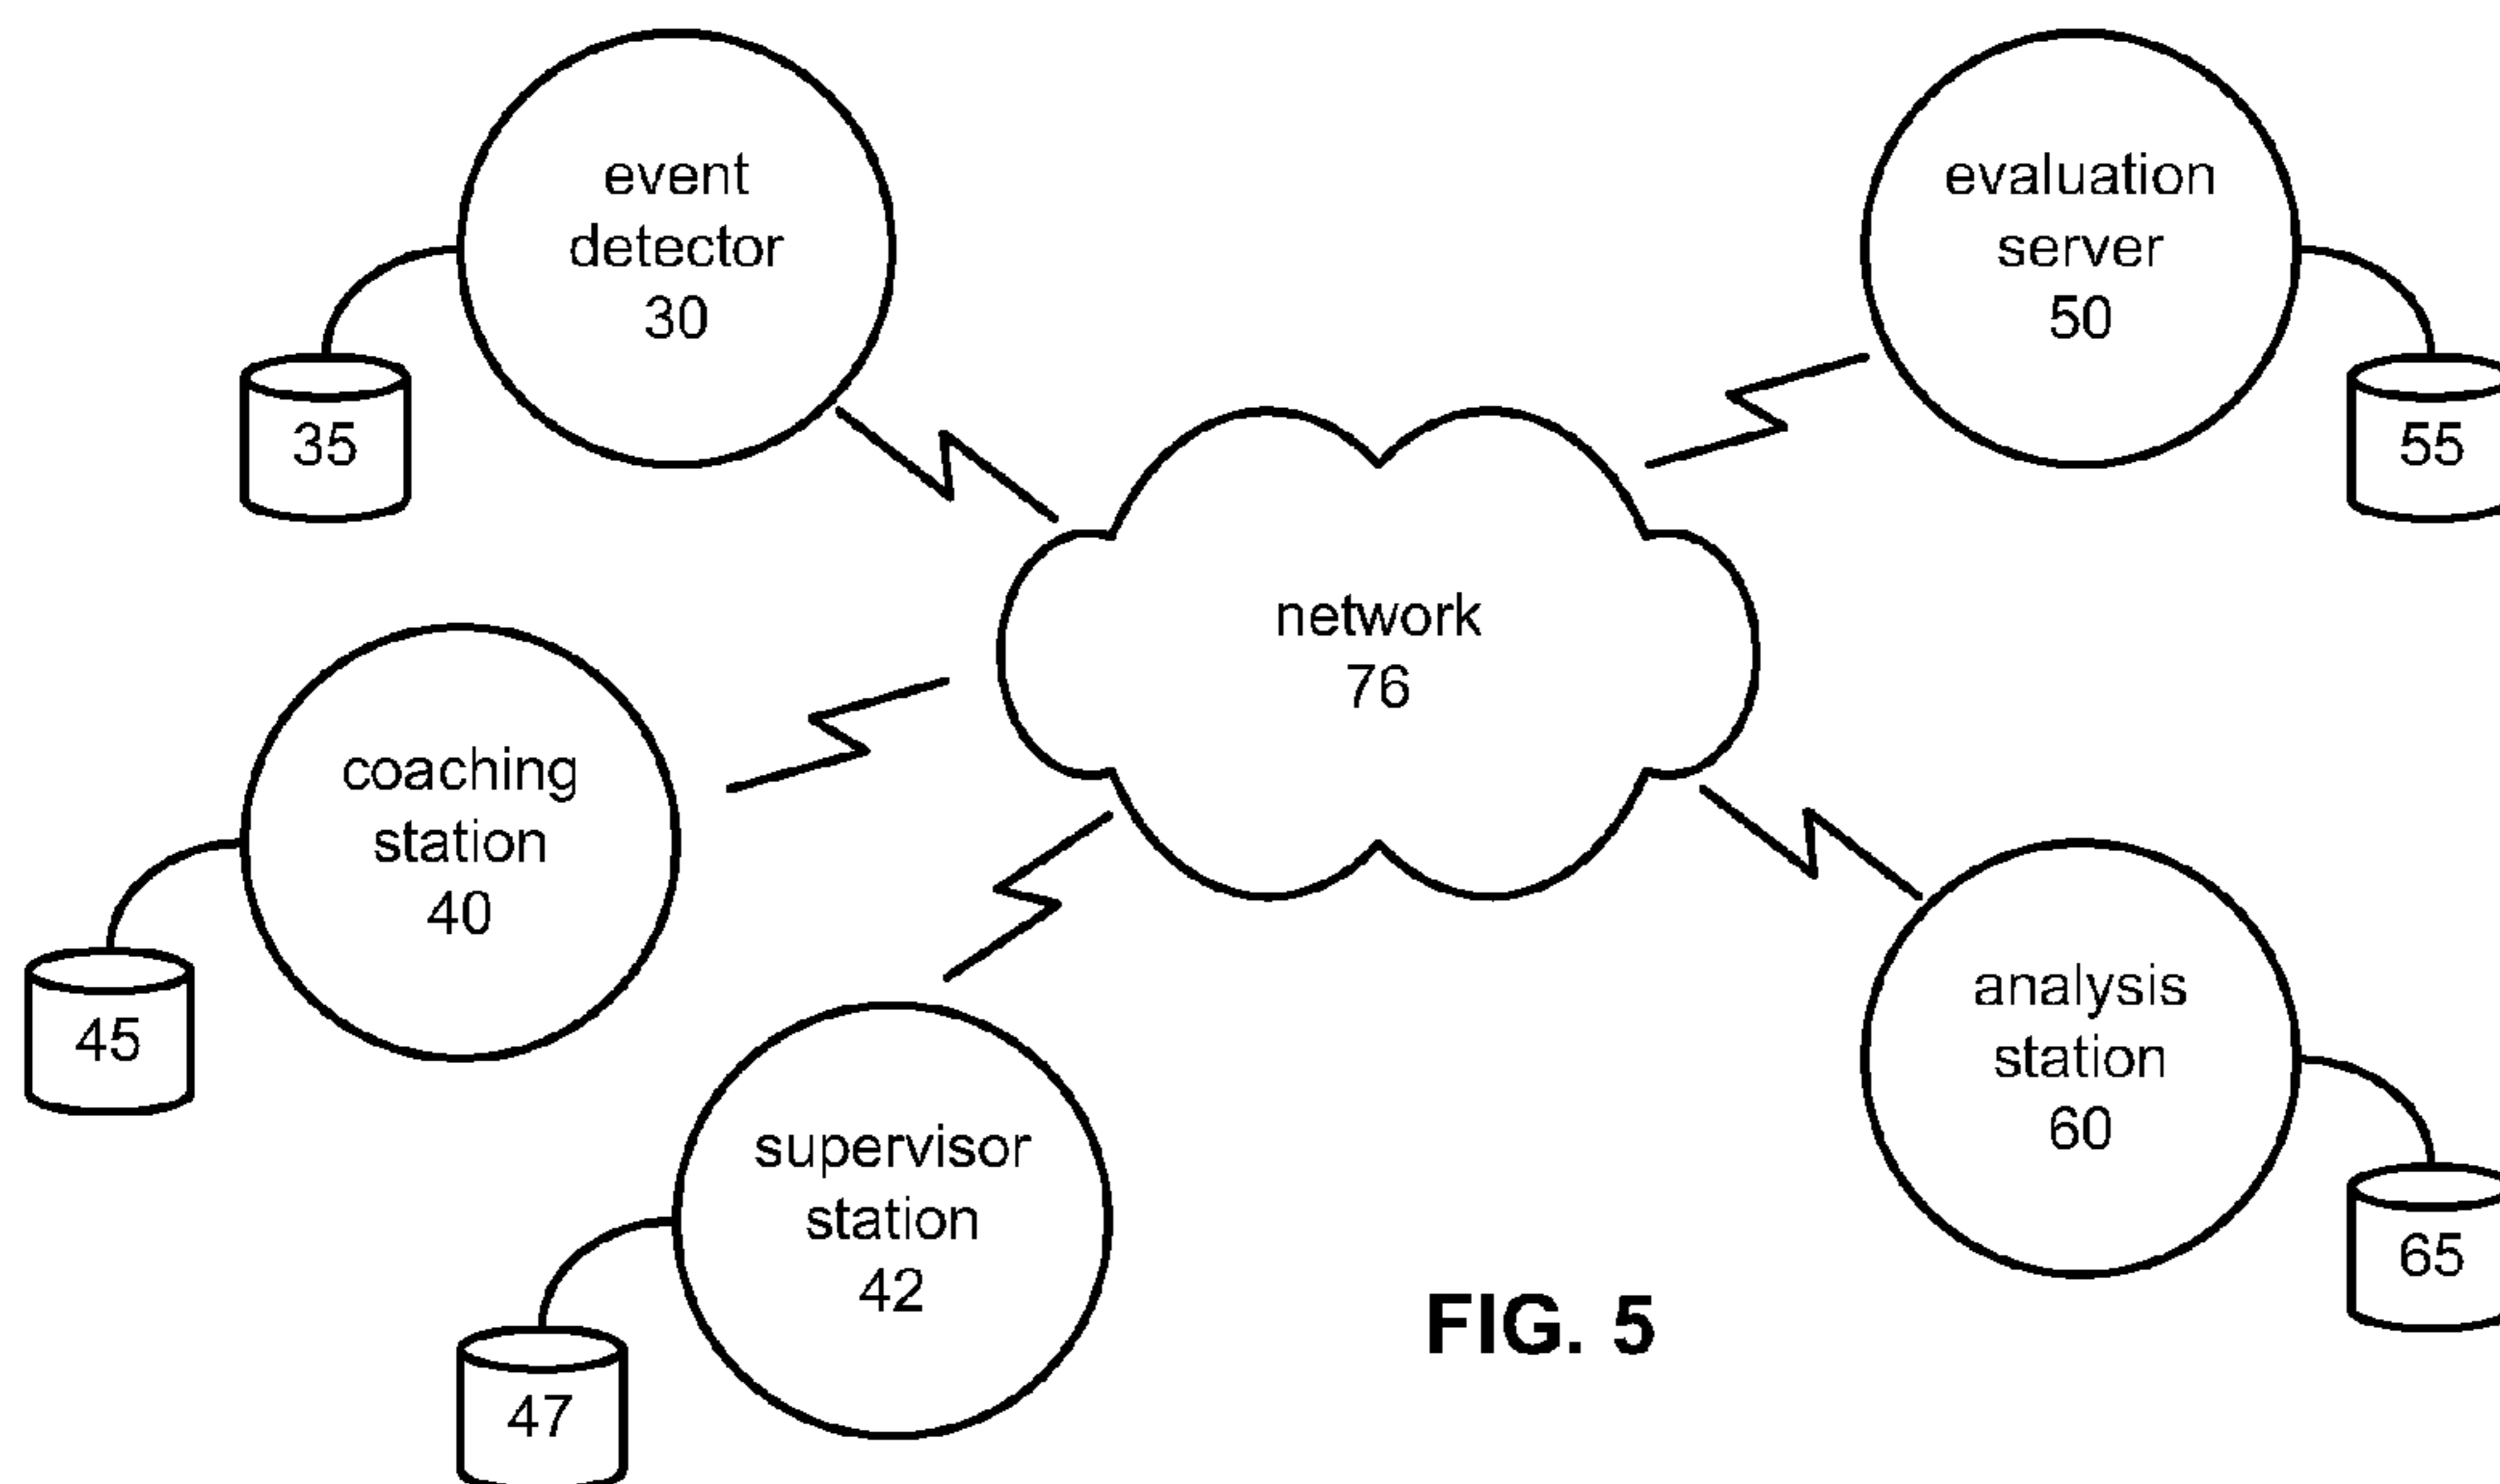 event
detector
30
35
evaluation
server
50
55
network
76
coaching
station
40
45
supervisor
station
42
47
analysis
station
60
65
FIG. 5